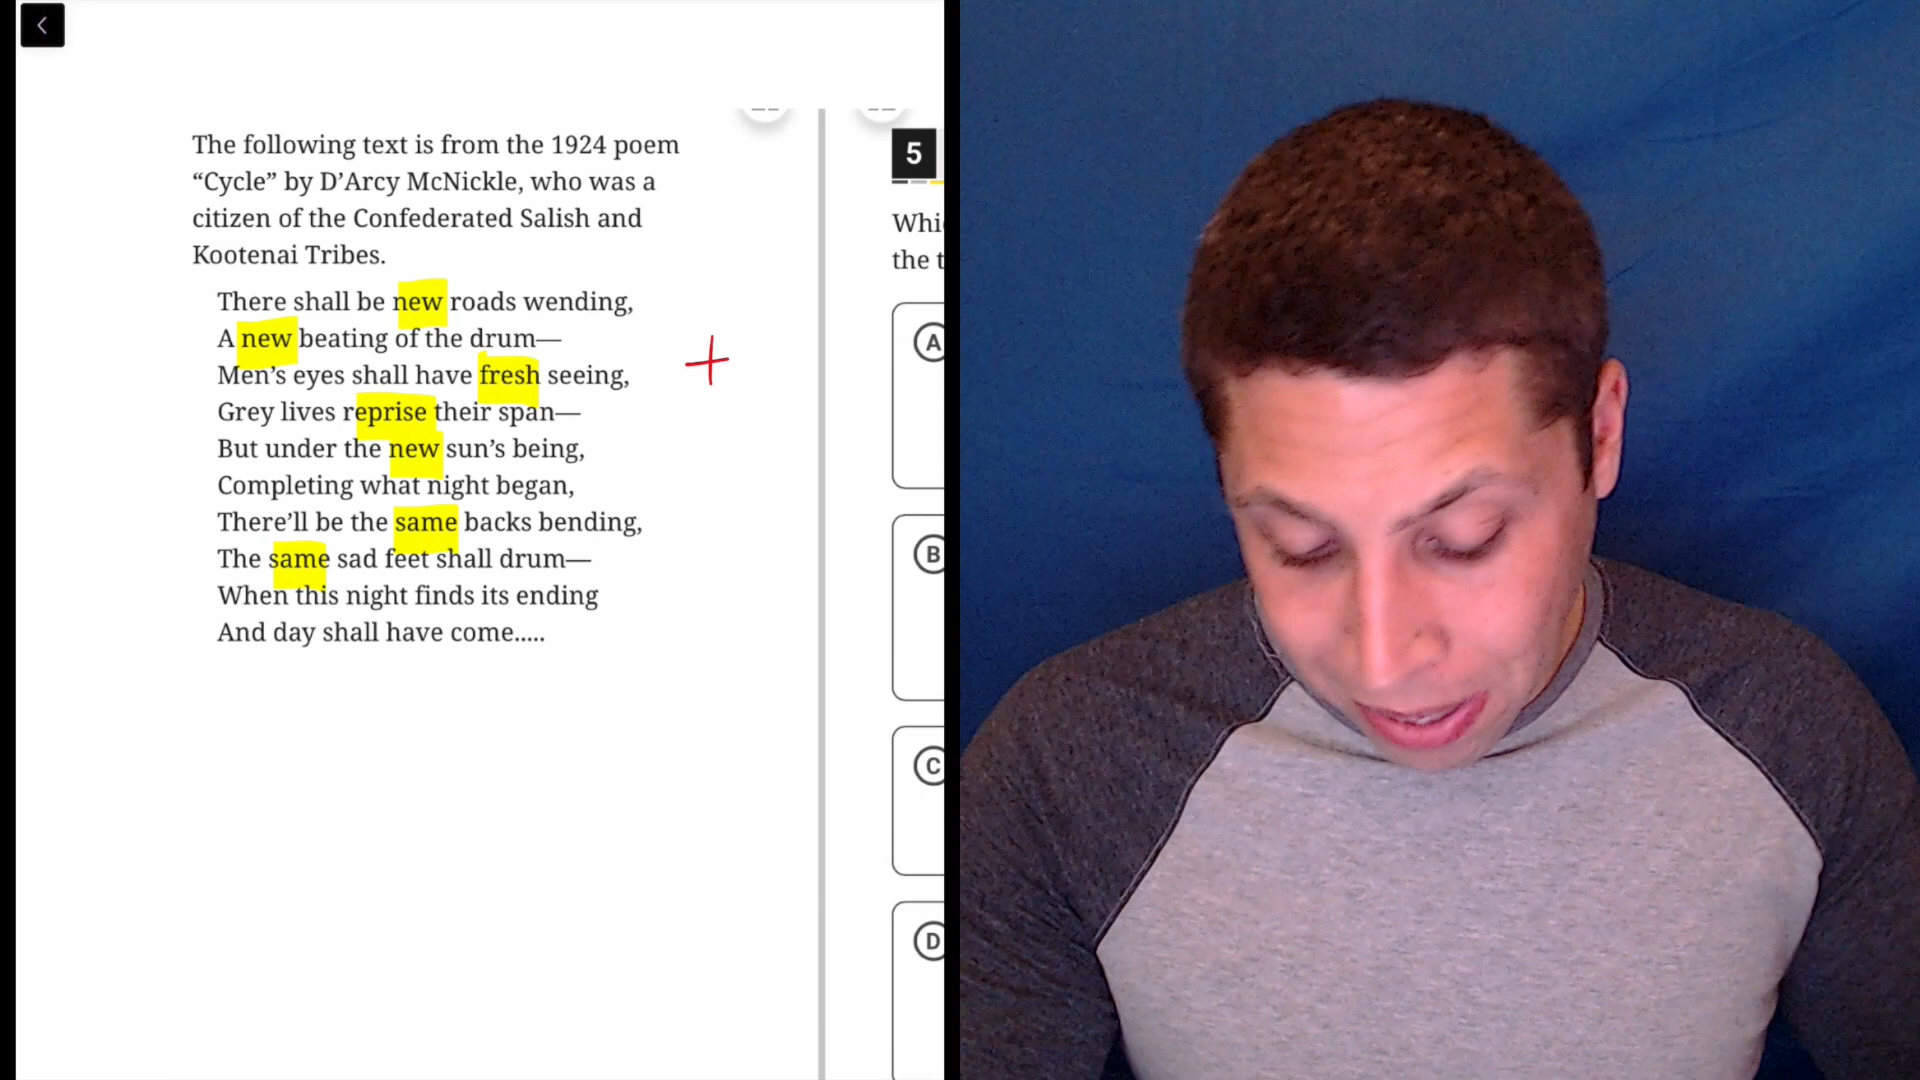 The following text is from the 1924 poem
“Cycle” by D’Arcy McNickle, who was a
citizen of the Confederated Salish and
Kootenai Tribes.
There shall be new roads wending,
A new beating of the drum—
Men’s eyes shall have fresh seeing,
Grey lives reprise their span—
But under the new sun’s being,
Completing what night began,
There’ll be the same backs bending,
The same sad feet shall drum—
When this night finds its ending
And day shall have come.....
5
the t
A
B
C
D